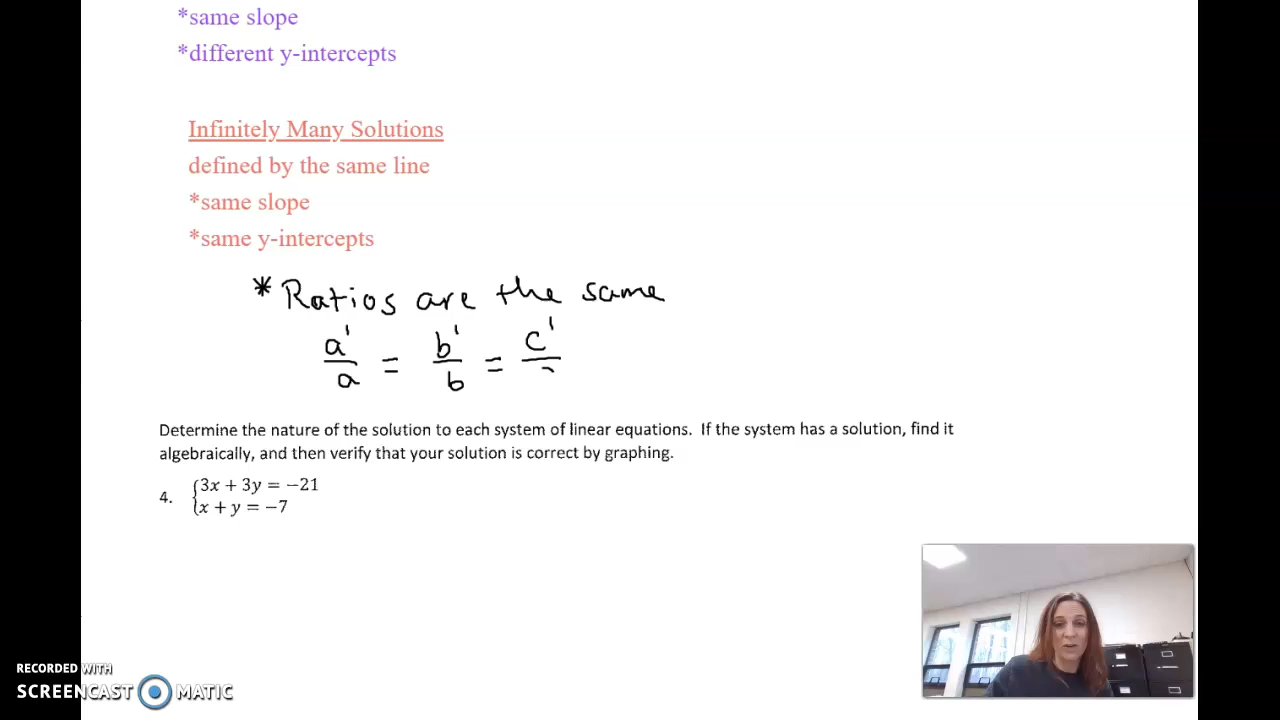 *same slope
*different y-intercepts
Infinitely Many Solutions
defined by the same line
*same slope
*same y-intercepts
* Ratios are the same
a'/a = b'/b = c'/
Determine the nature of the solution to each system of linear equations. If the system has a solution, find it
algebraically, and then verify that your solution is correct by graphing.
4. {3x + 3y = −21
x + y = −7
RECORDED WITH
SCREENCAST MATIC